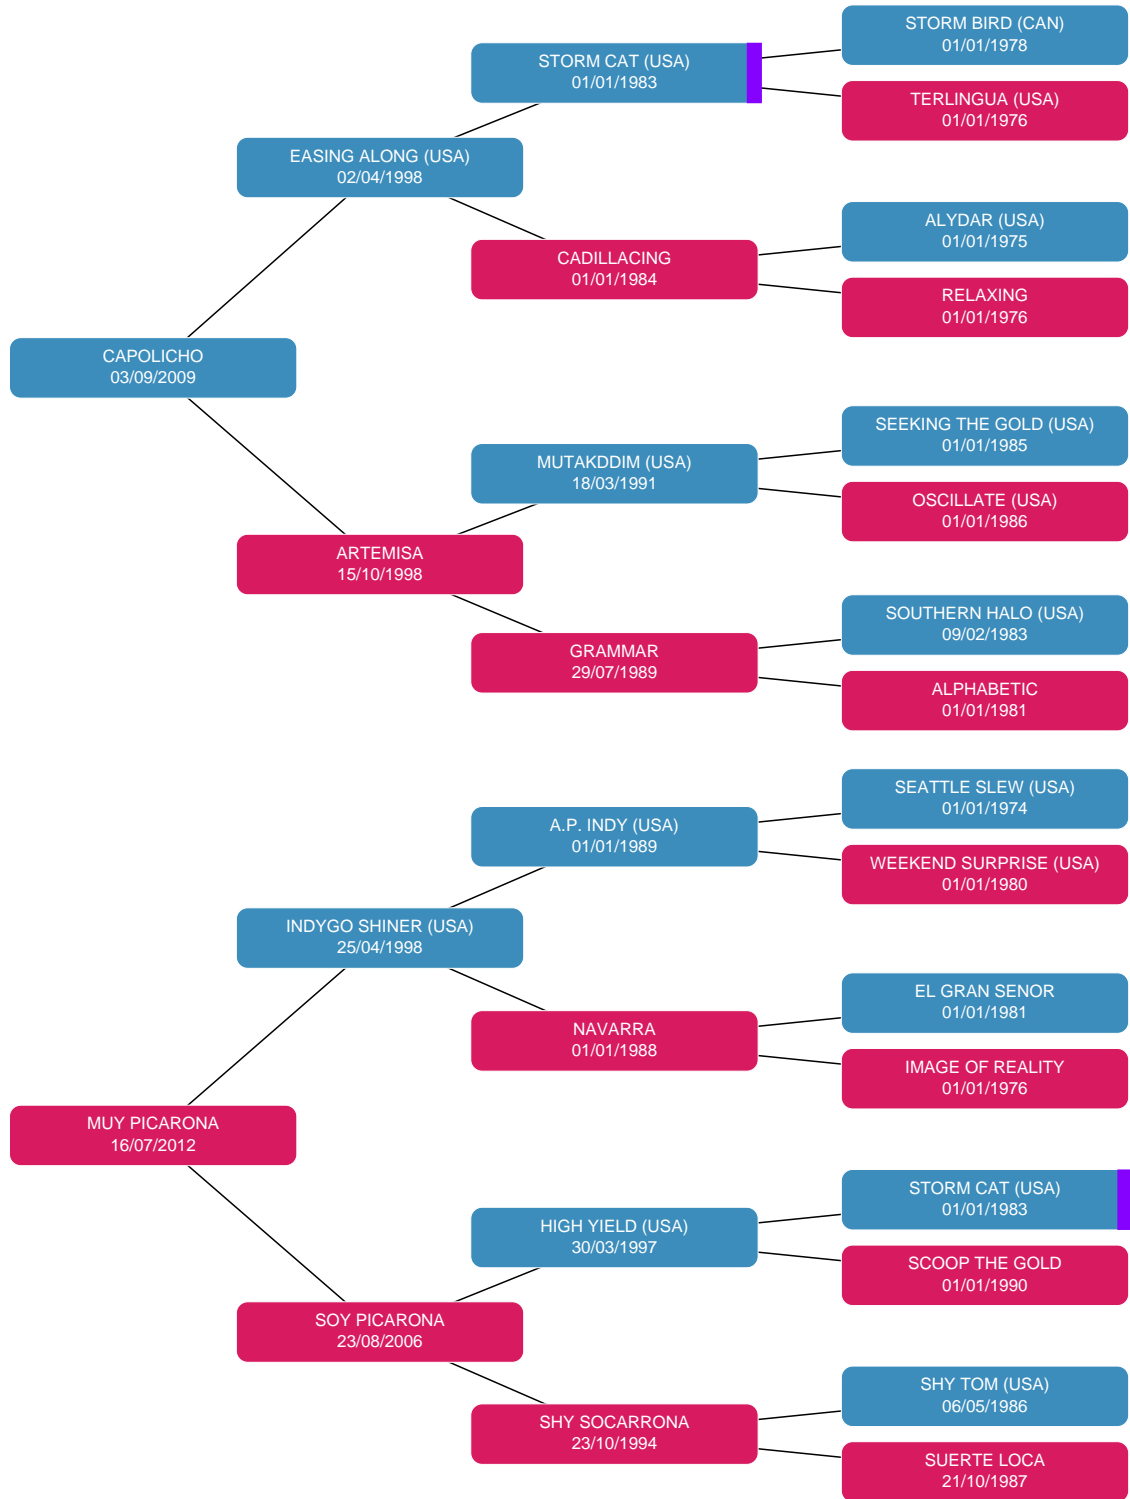 STORM BIRD (CAN)
01/01/1978
STORM CAT (USA)
01/01/1983
TERLINGUA (USA)
01/01/1976
EASING ALONG (USA)
02/04/1998
ALYDAR (USA)
01/01/1975
CADILLACING
01/01/1984
RELAXING
01/01/1976
CAPOLICHO
03/09/2009
SEEKING THE GOLD (USA)
01/01/1985
MUTAKDDIM (USA)
18/03/1991
OSCILLATE (USA)
01/01/1986
ARTEMISA
15/10/1998
SOUTHERN HALO (USA)
09/02/1983
GRAMMAR
29/07/1989
ALPHABETIC
01/01/1981
SEATTLE SLEW (USA)
01/01/1974
A.P. INDY (USA)
01/01/1989
WEEKEND SURPRISE (USA)
01/01/1980
INDYGO SHINER (USA)
25/04/1998
EL GRAN SENOR
01/01/1981
NAVARRA
01/01/1988
IMAGE OF REALITY
01/01/1976
MUY PICARONA
16/07/2012
STORM CAT (USA)
01/01/1983
HIGH YIELD (USA)
30/03/1997
SCOOP THE GOLD
01/01/1990
SOY PICARONA
23/08/2006
SHY TOM (USA)
06/05/1986
SHY SOCARRONA
23/10/1994
SUERTE LOCA
21/10/1987